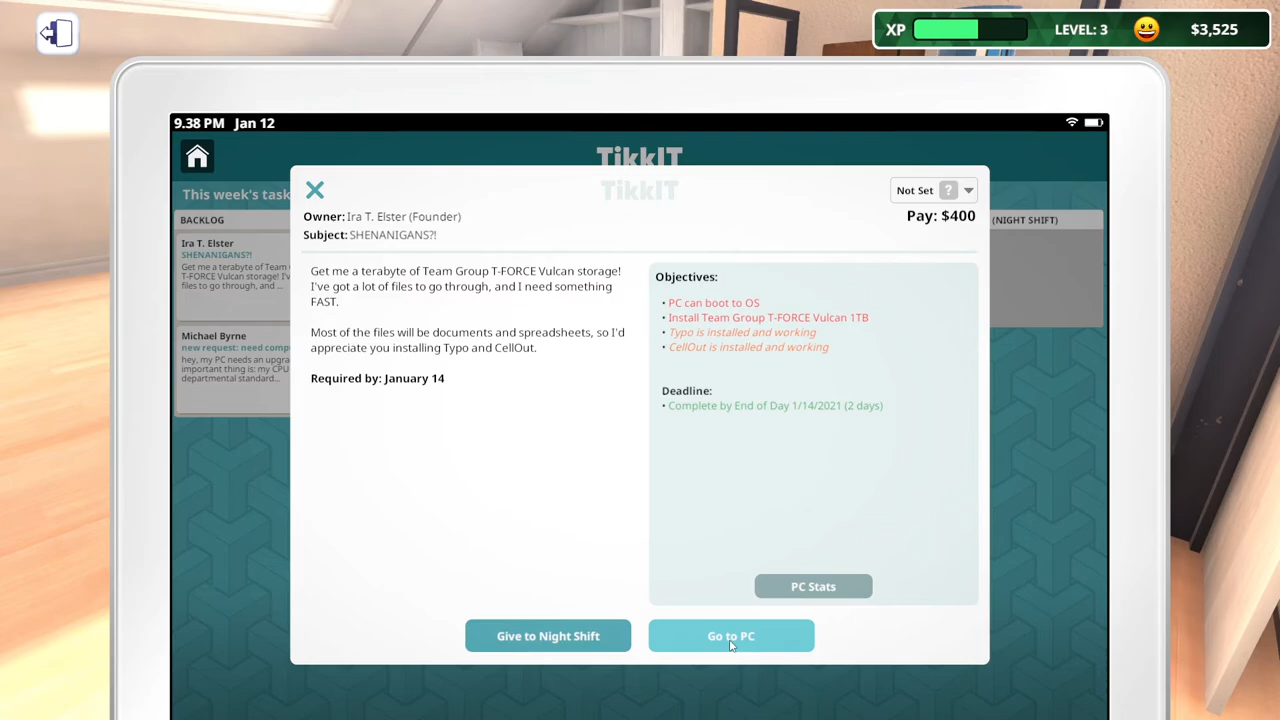 XP LEVEL: 3 $3,525
9.38 PM Jan 12
TikkIT
This week's task
TikkIT
Not Set ?
Owner: Ira T. Elster (Founder)
Pay: $400
Subject: SHENANIGANS?!
BACKLOG
(NIGHT SHIFT)
Ira T. Elster
SHENANIGANS?!
Get me a terabyte of Team
T-FORCE Vulcan storage! I'v
files to go through, and ...
Michael Byrne
new request: need comp
hey, my PC needs an upgra
important thing is: my CPU
departmental standard...
Get me a terabyte of Team Group T-FORCE Vulcan storage!
I've got a lot of files to go through, and I need something
FAST.
Most of the files will be documents and spreadsheets, so I'd
appreciate you installing Typo and CellOut.
Required by: January 14
Objectives:
• PC can boot to OS
• Install Team Group T-FORCE Vulcan 1TB
• Typo is installed and working
• CellOut is installed and working
Deadline:
• Complete by End of Day 1/14/2021 (2 days)
PC Stats
Give to Night Shift
Go to PC